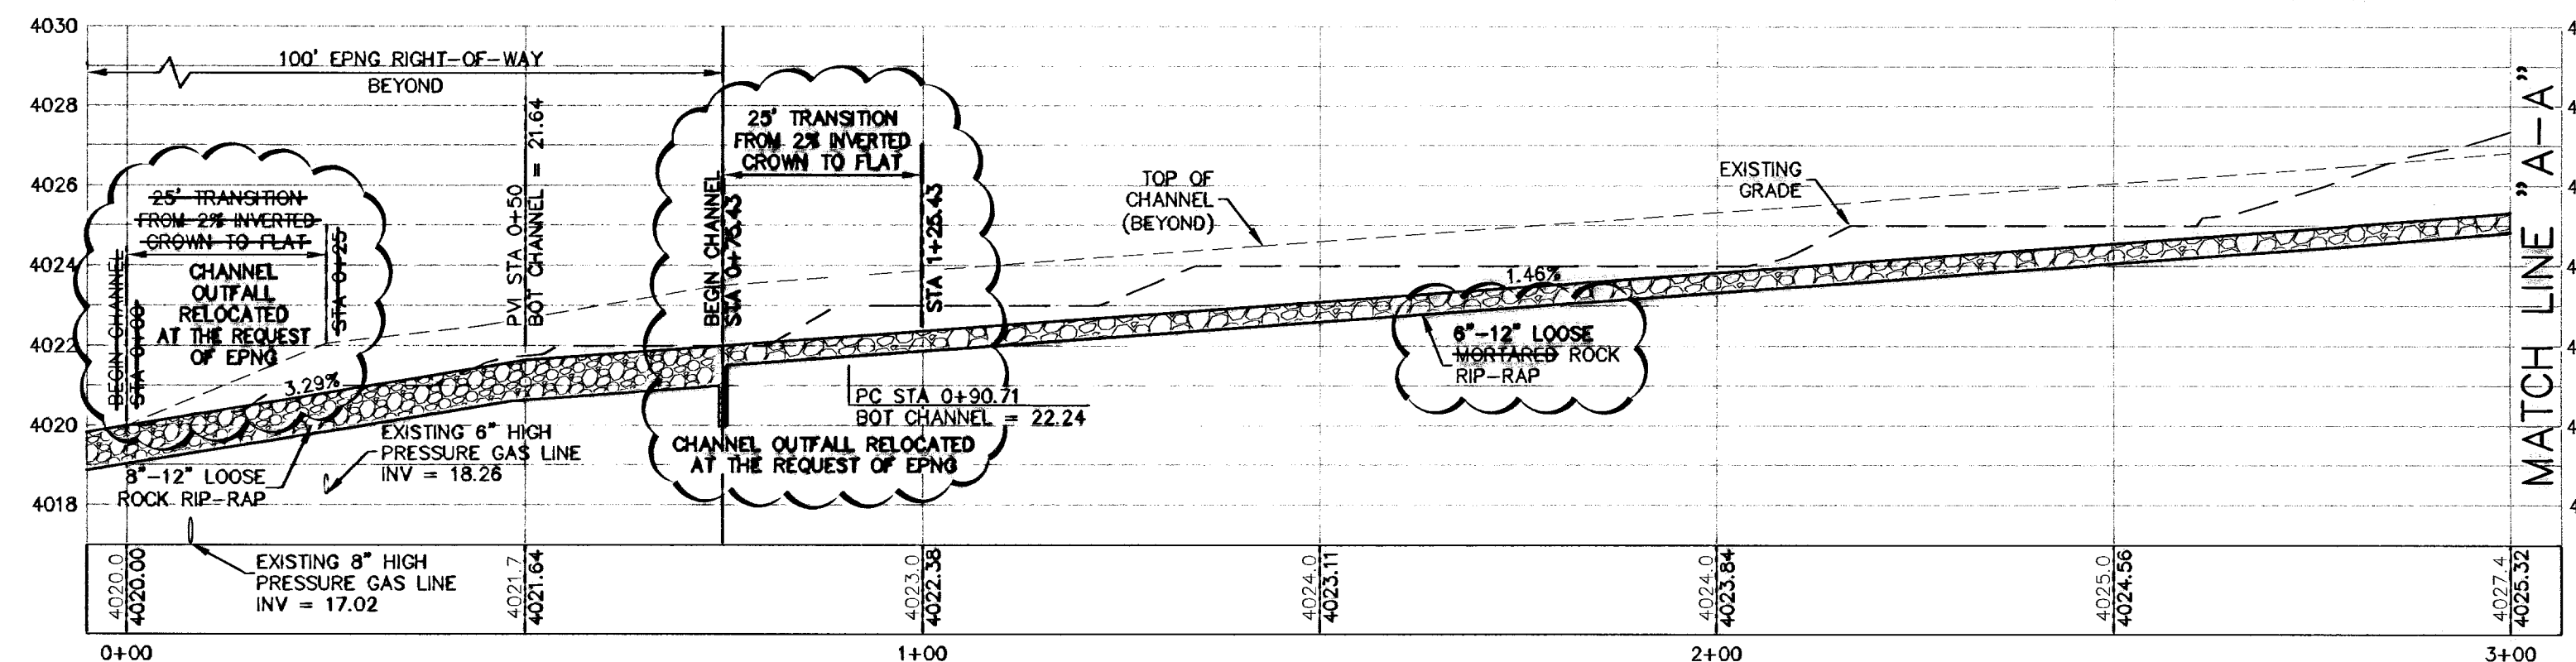 4030
4028
4026
4024
4022
4020
4018
100' EPNG RIGHT-OF-WAY
BEYOND
25' TRANSITION
FROM 2% INVERTED
CROWN TO FLAT
BEGIN CHANNEL
STA 0+00
STA 0+25
CHANNEL
OUTFALL
RELOCATED
AT THE REQUEST
OF EPNG
3.29%
8"-12" LOOSE
ROCK RIP-RAP
EXISTING 6" HIGH
PRESSURE GAS LINE
INV = 18.26
EXISTING 8" HIGH
PRESSURE GAS LINE
INV = 17.02
PVI STA 0+50
BOT CHANNEL = 21.64
25' TRANSITION
FROM 2% INVERTED
CROWN TO FLAT
BEGIN CHANNEL
STA 0+75.43
STA 1+25.43
PC STA 0+90.71
BOT CHANNEL = 22.24
CHANNEL OUTFALL RELOCATED
AT THE REQUEST OF EPNG
TOP OF
CHANNEL
(BEYOND)
1.46%
6"-12" LOOSE
MORTARED ROCK
RIP-RAP
EXISTING
GRADE
MATCH LINE "A-A"
4020.0
4020.00
4021.7
4021.64
4023.0
4022.38
4024.0
4023.11
4024.0
4023.84
4025.0
4024.56
4027.4
4025.32
0+00
1+00
2+00
3+00